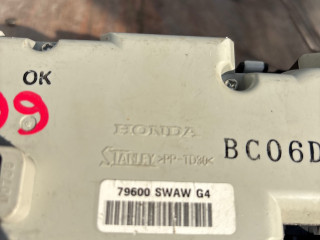 OK
HONDA
STANLEY >PP-TD30<
BC06D
79600 SWAW G4